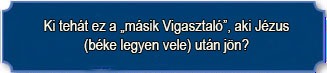 Ki tehát ez a „másik Vigasztaló”, aki Jézus
(béke legyen vele) után jön?